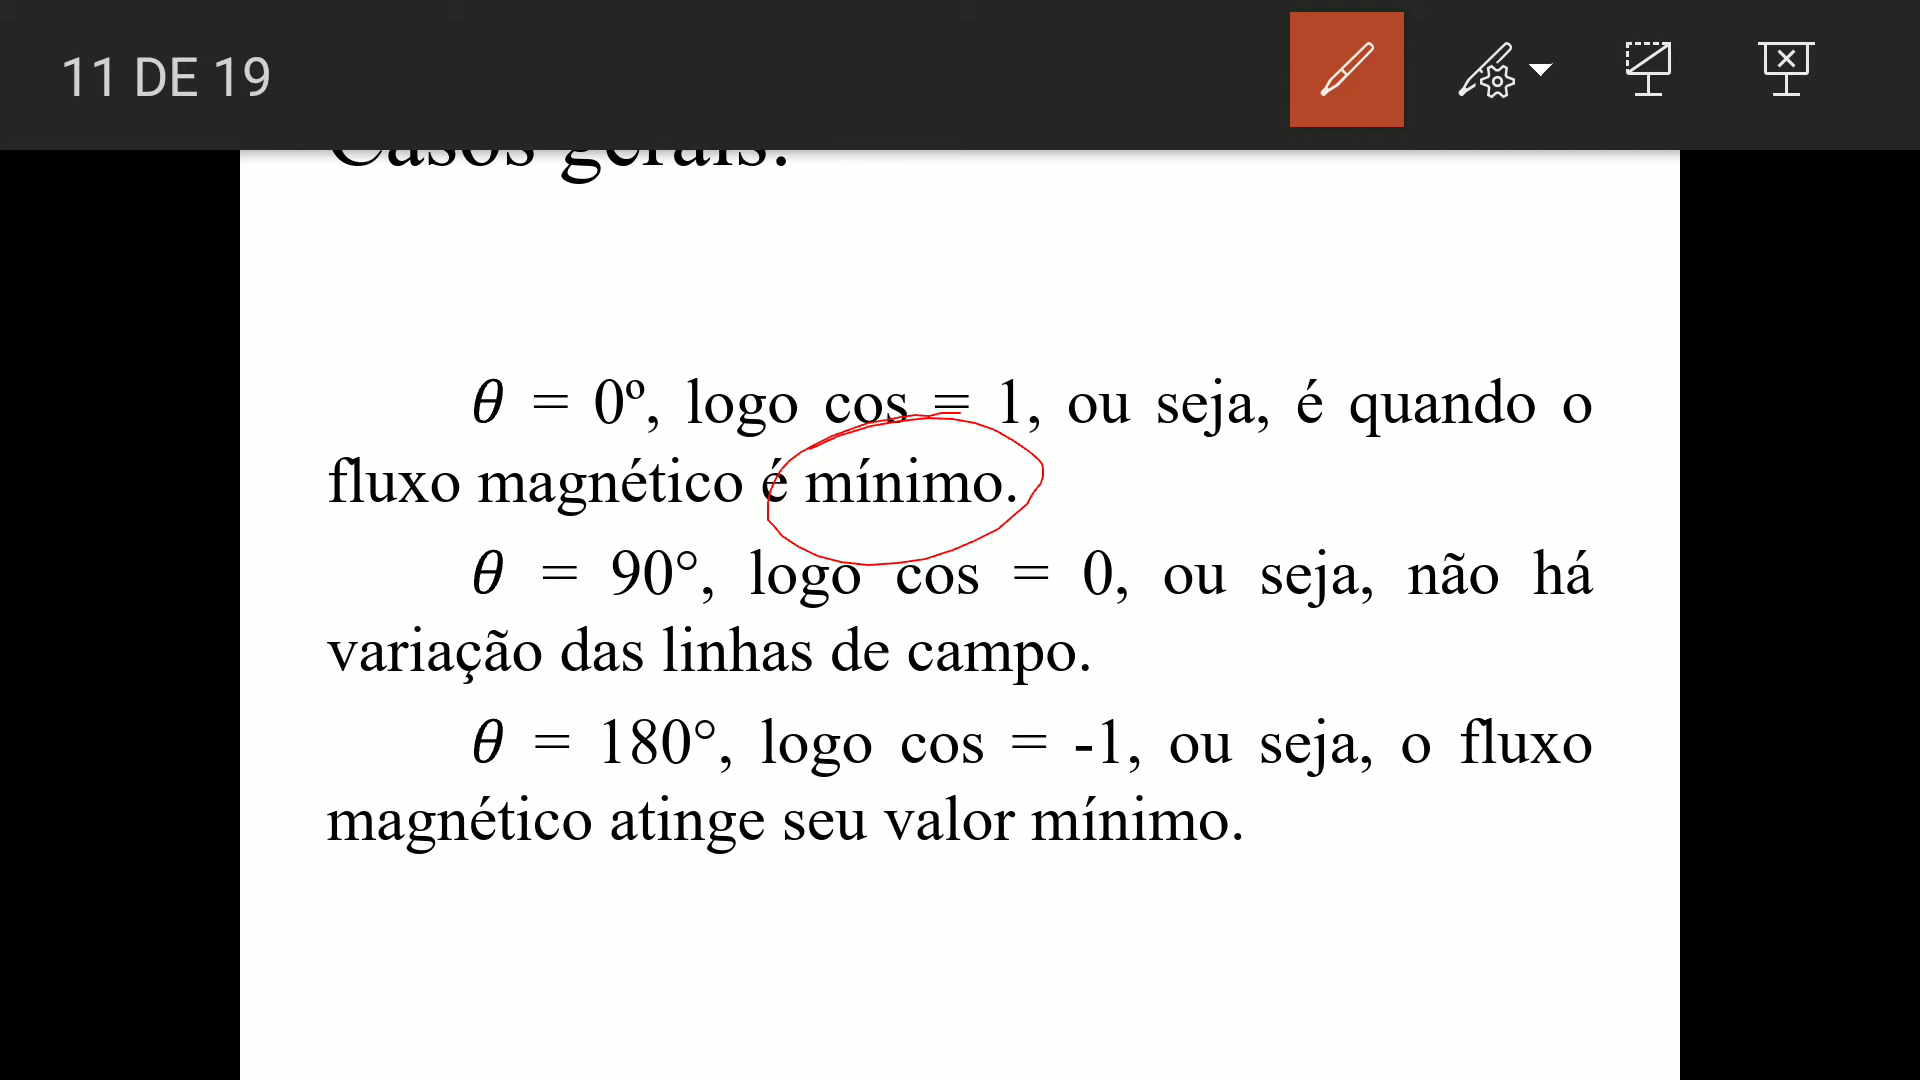 11 DE 19
Casos gerais:
θ = 0º, logo cos = 1, ou seja, é quando o
fluxo magnético é mínimo.
θ = 90°, logo cos = 0, ou seja, não há
variação das linhas de campo.
θ = 180°, logo cos = -1, ou seja, o fluxo
magnético atinge seu valor mínimo.